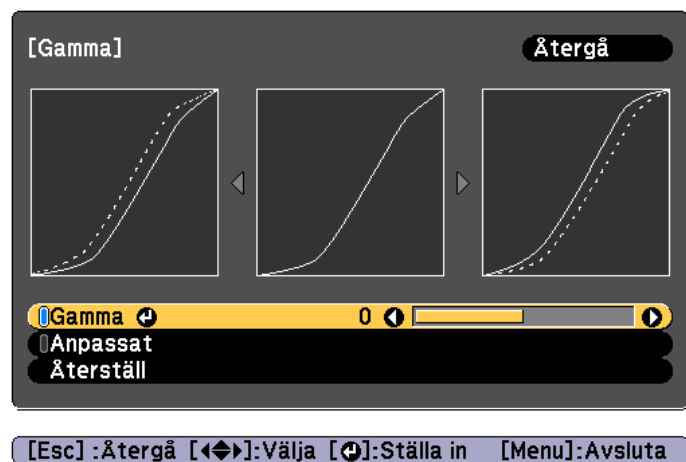 [Gamma] Återgå
Gamma 0
Anpassat
Återställ
[Esc] :Återgå []:Välja []:Ställa in [Menu]:Avsluta